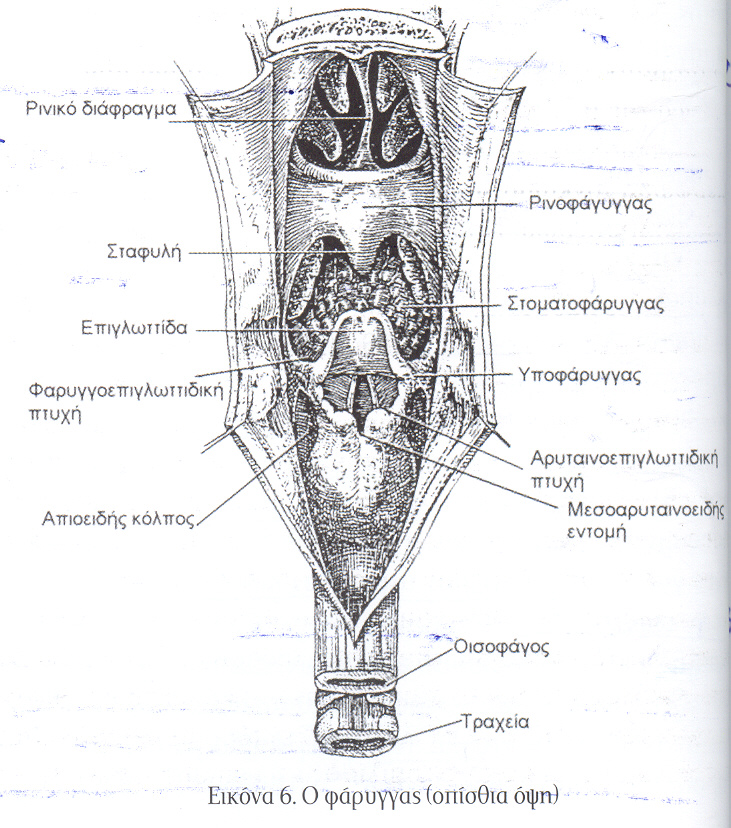 Ρινικό διάφραγμα
Ρινοφάγυγγας
Σταφυλή
Στοματοφάρυγγας
Επιγλωττίδα
Υποφάρυγγας
Φαρυγγοεπιγλωττιδική
πτυχή
Αρυταινοεπιγλωττιδική
πτυχή
Απιοειδής κόλπος
Μεσοαρυταινοειδής
εντομή
Οισοφάγος
Τραχεία
Εικόνα 6. Ο φάρυγγας (οπίσθια όψη)